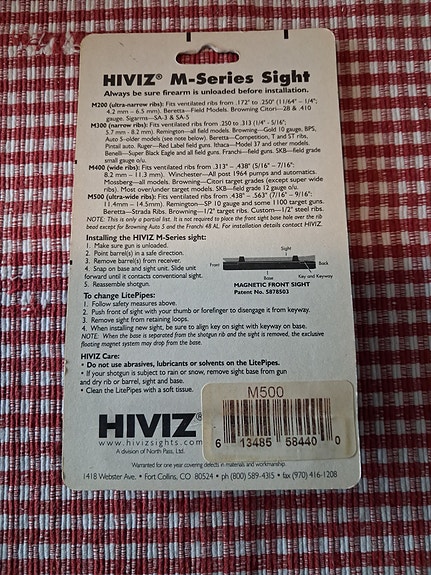 HIVIZ® M-Series Sight
Always be sure firearm is unloaded before installation.
M200 (ultra-narrow ribs): Fits ventilated ribs from .172" to .250" (11/64" – 1/4";
4.2 mm – 6.5 mm). Beretta—Field Models. Browning Citori—28 & .410
gauge. Sigarms—SA-3 & SA-5
M300 (narrow ribs): Fits ventilated ribs from .250 to .313 (1/4" - 5/16";
5.7 mm - 8.2 mm). Remington—all field models. Browning—Gold 10 gauge, BPS,
Auto 5–older models (see note below). Beretta—Competition, T and ST ribs,
Pintail auto. Ruger—Red Label field guns. Ithaca—Model 37 and other models.
Benelli—Super Black Eagle and all field guns. Franchi—field guns. SKB—field grade
small gauge o/u.
M400 (wide ribs): Fits ventilated ribs from .313" – .438" (5/16" – 7/16";
8.2 mm – 11.3 mm). Winchester—All post 1964 pumps and automatics.
Mossberg—all models. Browning—Citori target grades (except super wide
ribs). Most over/under target models. SKB—field grade 12 gauge o/u.
M500 (ultra-wide ribs): Fits ventilated ribs from .438" – .563" (7/16" – 9/16";
11.4mm – 14.5mm). Remington—SP 10 gauge and some 1100 target guns.
Beretta—Strada Ribs. Browning—1/2" target ribs. Custom—1/2" steel ribs.
NOTE: This is only a partial list. It is not required to place the front sight base hole over the rib
bead except for Browning Auto 5 and the Franchi 48 AL. For installation details contact HIVIZ.
Installing the HIVIZ M-Series sight:
1. Make sure gun is unloaded.
2. Point barrel(s) in a safe direction.
3. Remove barrel(s) from receiver.
4. Snap on base and sight unit. Slide unit
forward until it contacts conventional sight.
5. Reassemble shotgun.
Sight
Front
Back
Base
Key and Keyway
MAGNETIC FRONT SIGHT
Patent No. 5878503
To change LitePipes:
1. Follow safety measures above.
2. Push front of sight with your thumb or forefinger to disengage it from keyway.
3. Remove sight from retaining loops.
4. When installing new sight, be sure to align key on sight with keyway on base.
NOTE: When the base is separated from the shotgun rib and the sight is removed, the exclusive
floating magnet system may drop from the base.
HIVIZ Care:
• Do not use abrasives, lubricants or solvents on the LitePipes.
• If your shotgun is subject to rain or snow, remove sight base from gun
and dry rib or barrel, sight and base.
• Clean the LitePipes with a soft tissue.
M500
6 13485 58440 0
HIVIZ®
www.hivizsights.com
A division of North Pass, Ltd.
Warranted for one year covering defects in materials and workmanship.
1418 Webster Ave. • Fort Collins, CO 80524 • ph (800) 589-4315 • fax (970) 416-1208